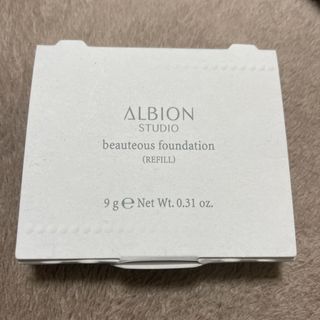 ALBION
STUDIO
beauteous foundation
(REFILL)
9 g ℮ Net Wt. 0.31 oz.